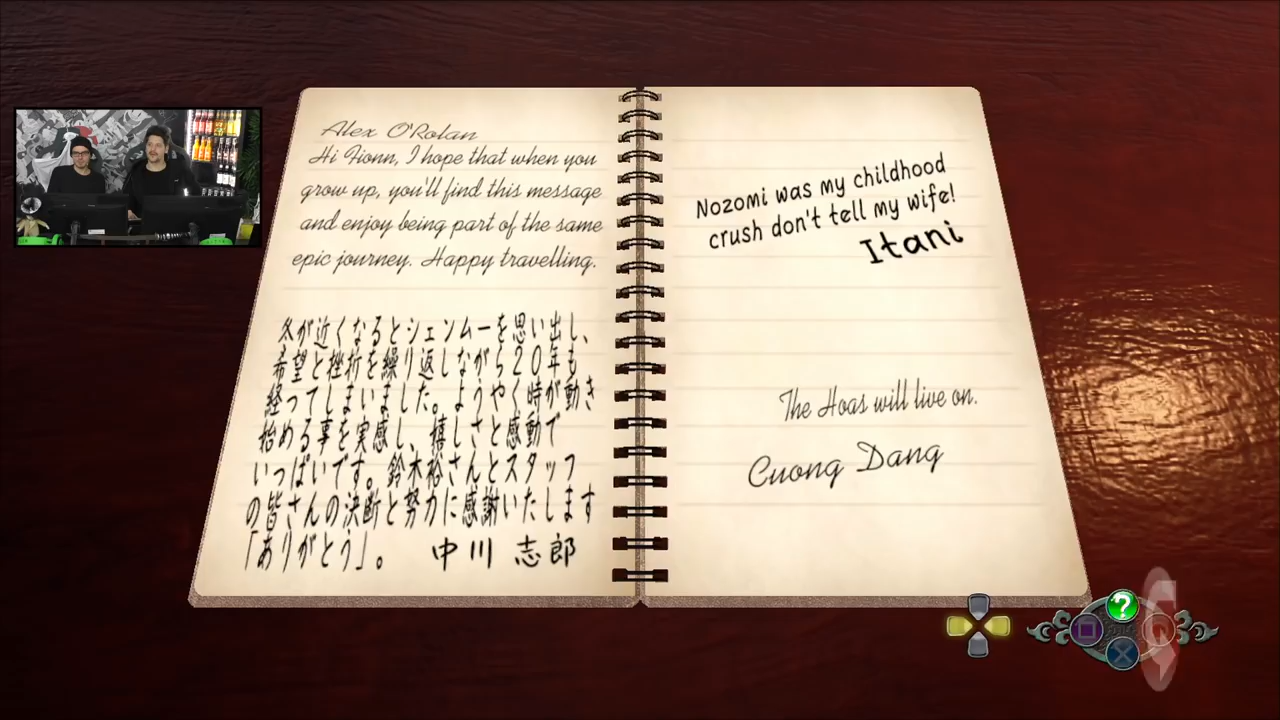 Alex O'Rolan
Hi Fionn, I hope that when you
grow up, you'll find this message
and enjoy being part of the same
epic journey. Happy travelling.
冬が近くなるとシェンムーを思い出し、
希望と挫折を繰り返しながら20年も
経ってしまいました。ようやく時が動き
始める事を実感し、嬉しさと感動で
いっぱいです。鈴木裕さんとスタッフ
の皆さんの決断と努力に感謝いたします
「ありがとう」。 中川 志郎
Nozomi was my childhood
crush don't tell my wife!
Itani
The Hoas will live on.
Cuong Dang
?